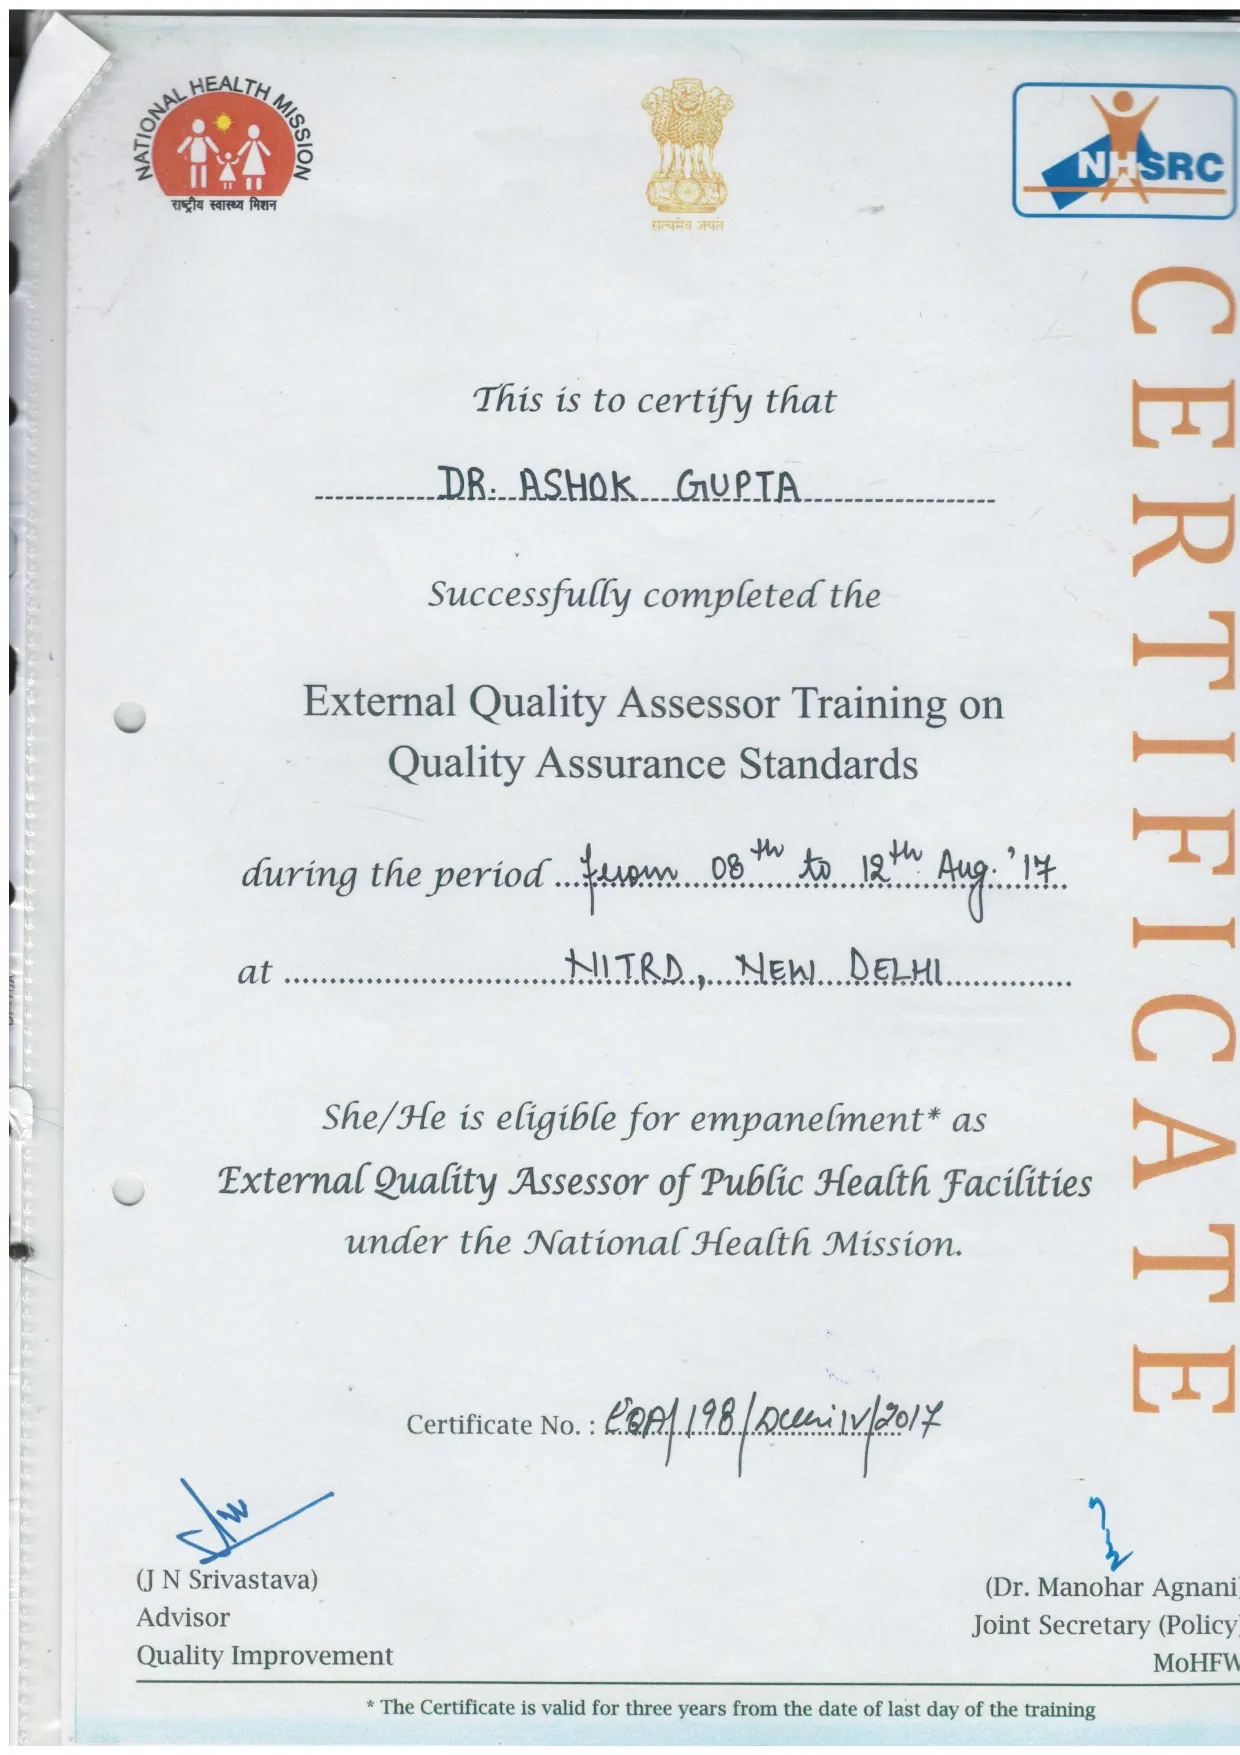 NATIONAL HEALTH MISSION
राष्ट्रीय स्वास्थ्य मिशन
सत्यमेव जयते
NHSRC
CERTIFICATE
This is to certify that
DR. ASHOK GUPTA
Successfully completed the
External Quality Assessor Training on
Quality Assurance Standards
during the period from 08th to 12th Aug. '17
at NITRD, NEW DELHI
She/He is eligible for empanelment* as
External Quality Assessor of Public Health Facilities
under the National Health Mission.
Certificate No. : EQA/198/Delhi IV/2017
(J N Srivastava)
Advisor
Quality Improvement
(Dr. Manohar Agnani)
Joint Secretary (Policy)
MoHFW
* The Certificate is valid for three years from the date of last day of the training